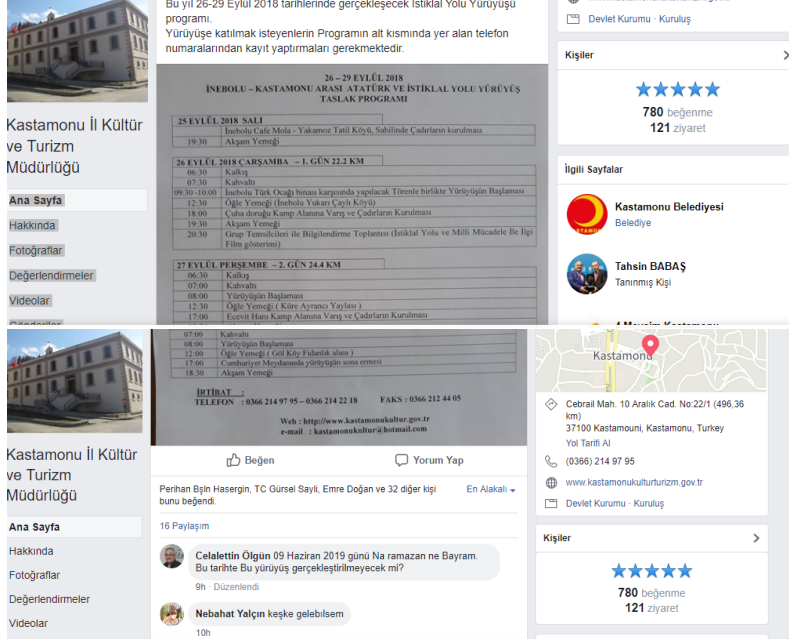 Bu yıl 26-29 Eylül 2018 tarihlerinde gerçekleşecek İstiklal Yolu Yürüyüşü
programı.
Yürüyüşe katılmak isteyenlerin Programın alt kısmında yer alan telefon
numaralarından kayıt yaptırmaları gerekmektedir.
26 – 29 EYLÜL 2018
İNEBOLU – KASTAMONU ARASI ATATÜRK VE İSTİKLAL YOLU YÜRÜYÜŞ
TASLAK PROGRAMI
25 EYLÜL 2018 SALI
İnebolu Cafe Mola - Yakamoz Tatil Köyü, Sahilinde Çadırların kurulması
19:30 Akşam Yemeği
26 EYLÜL 2018 ÇARŞAMBA – 1. GÜN 22.2 KM
06:30 Kalkış
07:30 Kahvaltı
09:30 -10:00 İnebolu Türk Ocağı binası karşısında yapılacak Törenle birlikte Yürüyüşün Başlaması
12:30 Öğle Yemeği (İnebolu Yukarı Çaylı Köyü)
18:00 Çuha doruğu Kamp Alanına Varış ve Çadırların Kurulması
19:30 Akşam Yemeği
20:30 Grup Temsilcileri ile Bilgilendirme Toplantısı (İstiklal Yolu ve Milli Mücadele İle İlgi
Film gösterimi)
27 EYLÜL PERŞEMBE – 2. GÜN 24.4 KM
06:30 Kalkış
07:00 Kahvaltı
08:00 Yürüyüşün Başlaması
12:30 Öğle Yemeği ( Küre Ayrancı Yaylası )
17:00 Ecevit Hanı Kamp Alanına Varış ve Çadırların Kurulması
Kastamonu İl Kültür
ve Turizm
Müdürlüğü
Ana Sayfa
Hakkında
Fotoğraflar
Değerlendirmeler
Videolar
Devlet Kurumu · Kuruluş
Kişiler
780 beğenme
121 ziyaret
İlgili Sayfalar
Kastamonu Belediyesi
Belediye
Tahsin BABAŞ
Tanınmış Kişi
07:00 Kahvaltı
08:00 Yürüyüşün Başlaması
12:00 Öğle Yemeği ( Göl Köy Fidanlık alanı )
17:00 Cumhuriyet Meydanında yürüyüşün sona ermesi
18:30 Akşam Yemeği
İRTİBAT :
TELEFON : 0366 214 97 95 – 0366 214 22 18 FAKS : 0366 212 44 05
Web : http://www.kastamonukultur.gov.tr
e-mail : kastamonukultur@hotmail.com
Beğen Yorum Yap
Perihan Bşin Hasergin, TC Gürsel Sayli, Emre Doğan ve 32 diğer kişi
bunu beğendi.
En Alakalı
16 Paylaşım
Celalettin Ölgün 09 Haziran 2019 günü Na ramazan ne Bayram.
Bu tarihte Bu yürüyüş gerçekleştirilmeyecek mi?
9h · Düzenlendi
Nebahat Yalçın keşke gelebılsem
10h
Kastamonu İl Kültür
ve Turizm
Müdürlüğü
Ana Sayfa
Hakkında
Fotoğraflar
Değerlendirmeler
Videolar
Kastamonu
Cebrail Mah. 10 Aralık Cad. No:22/1 (496,36
km)
37100 Kastamouni, Kastamonu, Turkey
Yol Tarifi Al
(0366) 214 97 95
www.kastamonukulturturizm.gov.tr
Devlet Kurumu · Kuruluş
Kişiler
780 beğenme
121 ziyaret